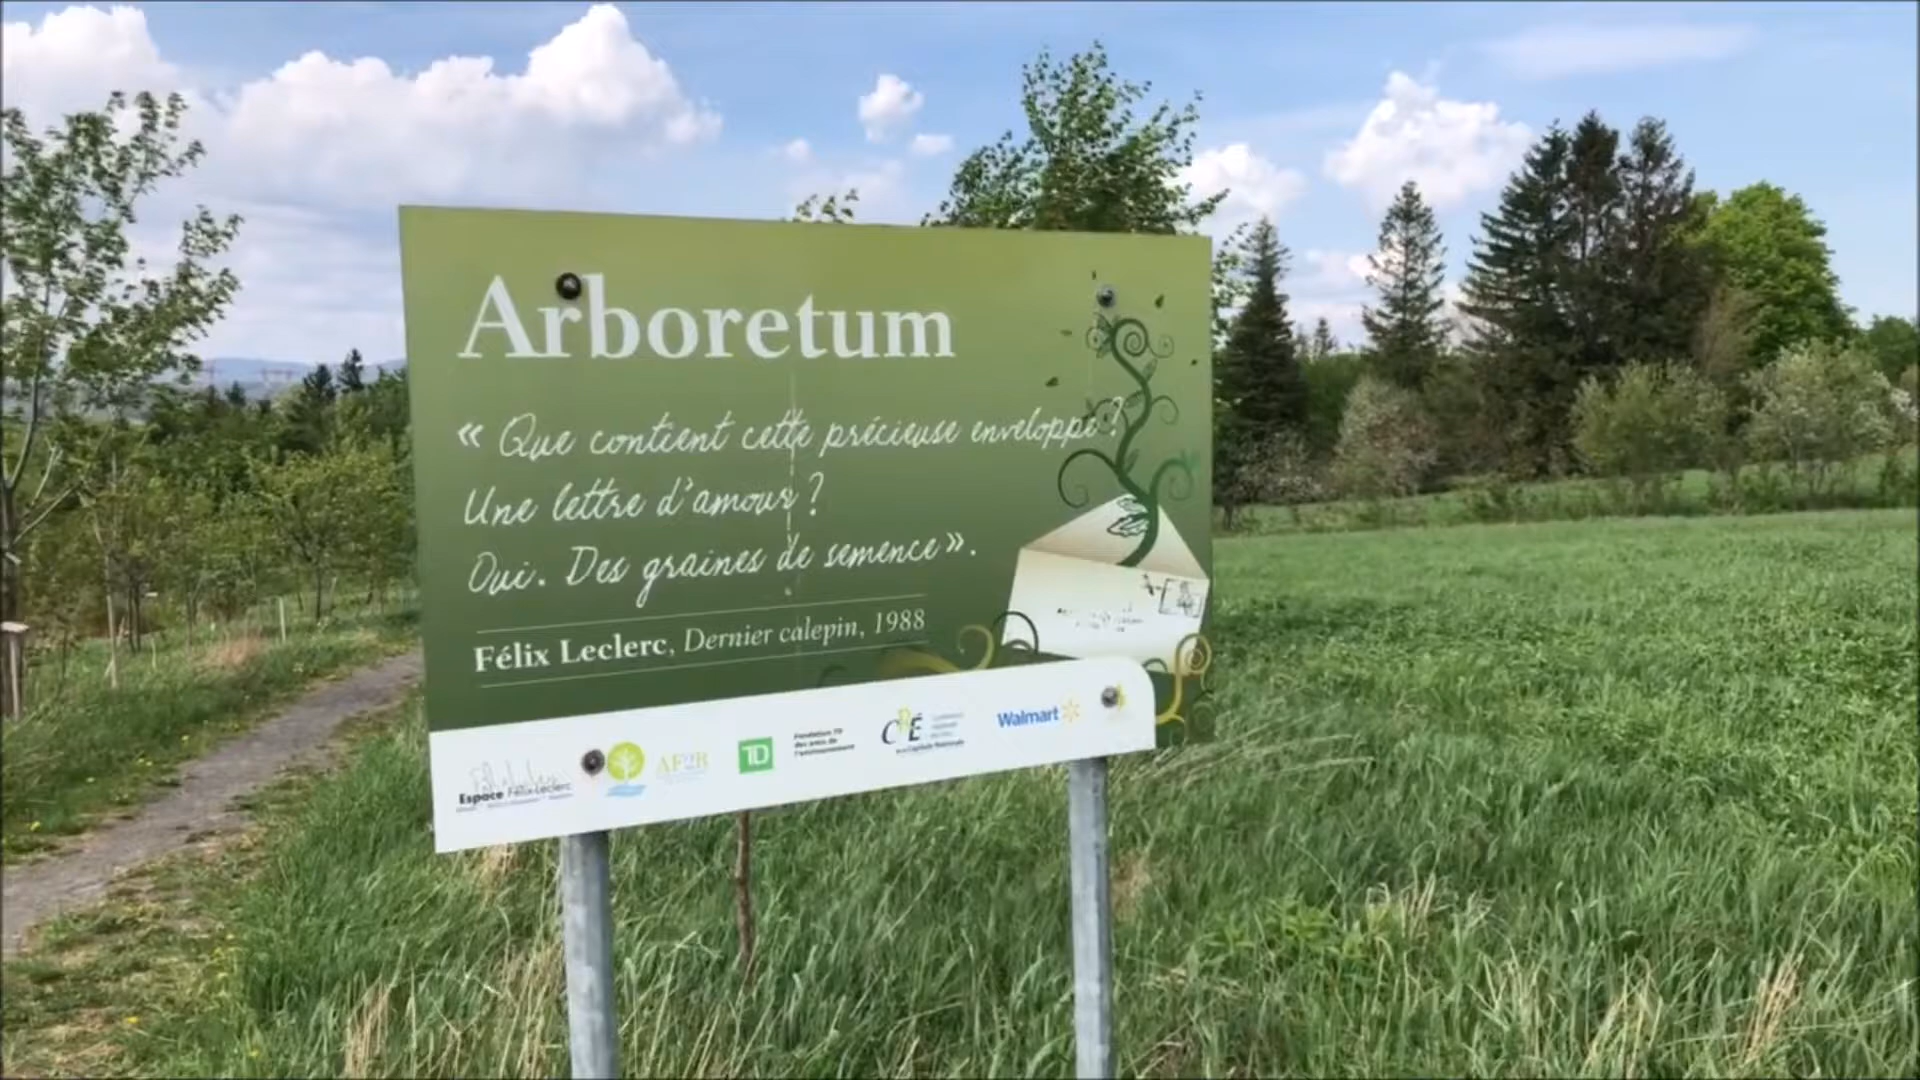 Arboretum
« Que contient cette précieuse enveloppe ?
Une lettre d'amour ?
Oui. Des graines de semence ».
Félix Leclerc, Dernier calepin, 1988
Espace Félix-Leclerc
AF2R
TD
Fondation TD
des amis de
l'environnement
CRÉ
Walmart